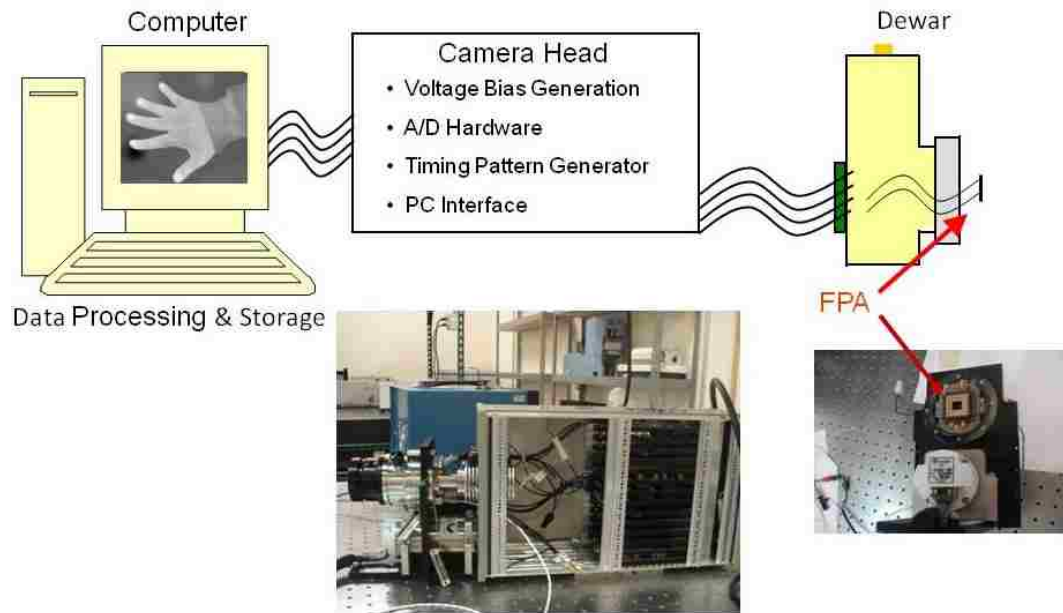 Computer
Dewar
Camera Head
• Voltage Bias Generation
• A/D Hardware
• Timing Pattern Generator
• PC Interface
FPA
Data Processing & Storage